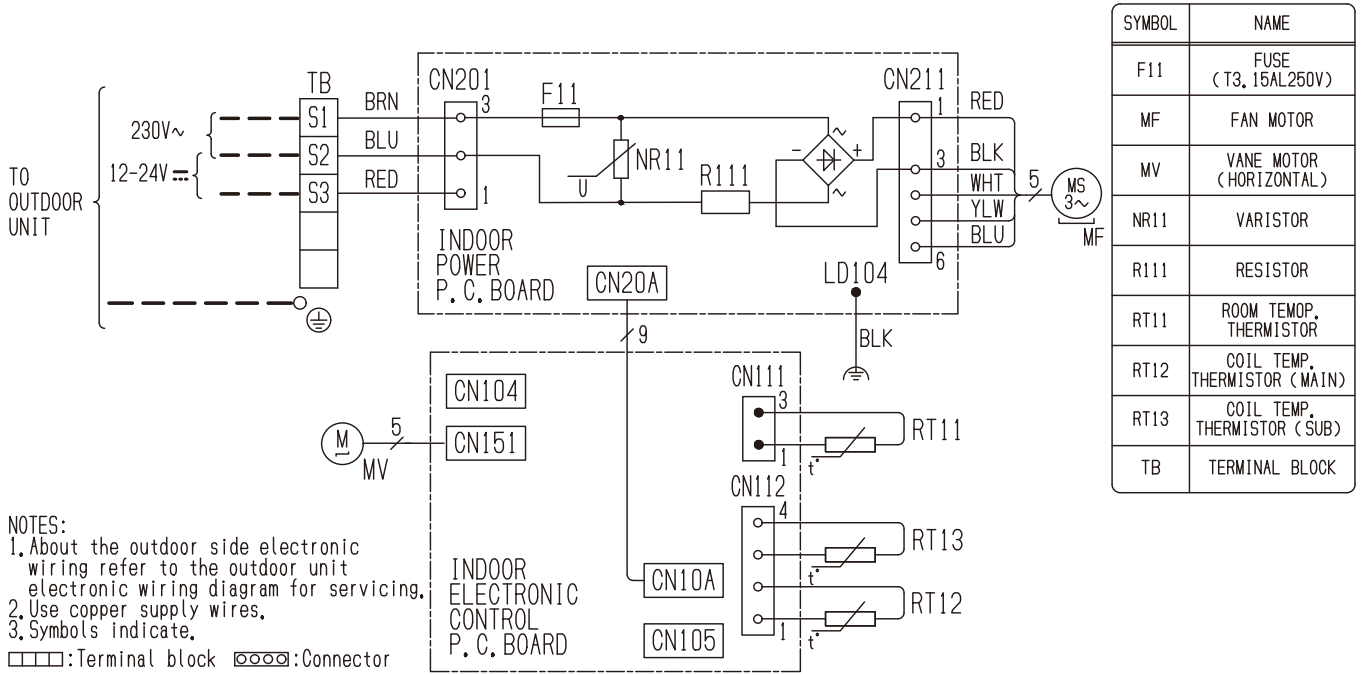 TO
OUTDOOR
UNIT
230V~
12-24V
TB
S1
S2
S3
BRN
BLU
RED
CN201
3
1
F11
NR11
U
R111
~
-
+
~
CN211
1
3
6
RED
BLK
WHT
YLW
BLU
5
MS
3~
MF
INDOOR
POWER
P.C.BOARD
CN20A
LD104
BLK
9
CN104
CN151
5
M
MV
CN111
3
1
t°
RT11
CN112
4
1
t°
RT13
t°
RT12
INDOOR
ELECTRONIC
CONTROL
P.C.BOARD
CN10A
CN105
NOTES:
1.About the outdoor side electronic
wiring refer to the outdoor unit
electronic wiring diagram for servicing.
2.Use copper supply wires.
3.Symbols indicate.
:Terminal block :Connector
SYMBOL NAME
F11 FUSE
(T3.15AL250V)
MF FAN MOTOR
MV VANE MOTOR
(HORIZONTAL)
NR11 VARISTOR
R111 RESISTOR
RT11 ROOM TEMOP.
THERMISTOR
RT12 COIL TEMP.
THERMISTOR(MAIN)
RT13 COIL TEMP.
THERMISTOR(SUB)
TB TERMINAL BLOCK